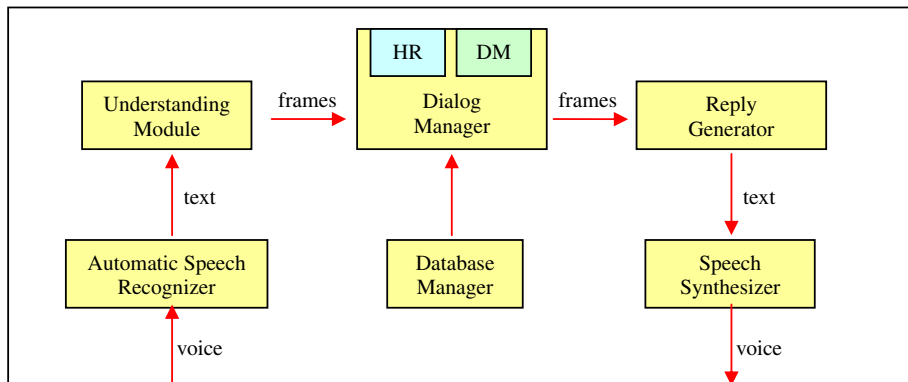 HR
DM
Understanding
Module
frames
Dialog
Manager
frames
Reply
Generator
text
text
Automatic Speech
Recognizer
Database
Manager
Speech
Synthesizer
voice
voice